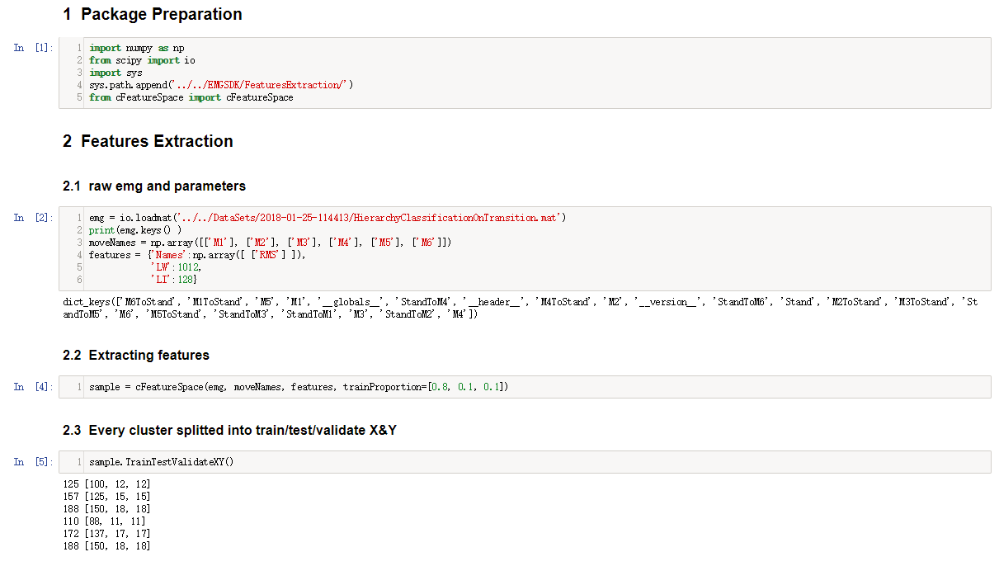 1 Package Preparation
In [1]:
1 import numpy as np
2 from scipy import io
3 import sys
4 sys.path.append('../../EMGSDK/FeaturesExtraction/')
5 from cFeatureSpace import cFeatureSpace
2 Features Extraction
2.1 raw emg and parameters
In [2]:
1 emg = io.loadmat('../../DataSets/2018-01-25-114413/HierarchyClassificationOnTransition.mat')
2 print(emg.keys() )
3 moveNames = np.array([['M1'], ['M2'], ['M3'], ['M4'], ['M5'], ['M6']])
4 features = {'Names':np.array([ ['RMS'] ]),
5 'LW':1012,
6 'LI':128}
dict_keys(['M6ToStand', 'M1ToStand', 'M5', 'M1', '__globals__', 'StandToM4', '__header__', 'M4ToStand', 'M2', '__version__', 'StandToM6', 'Stand', 'M2ToStand', 'M3ToStand', 'St
andToM5', 'M6', 'M5ToStand', 'StandToM3', 'StandToM1', 'M3', 'StandToM2', 'M4'])
2.2 Extracting features
In [4]:
1 sample = cFeatureSpace(emg, moveNames, features, trainProportion=[0.8, 0.1, 0.1])
2.3 Every cluster splitted into train/test/validate X&Y
In [5]:
1 sample.TrainTestValidateXY()
125 [100, 12, 12]
157 [125, 15, 15]
188 [150, 18, 18]
110 [88, 11, 11]
172 [137, 17, 17]
188 [150, 18, 18]